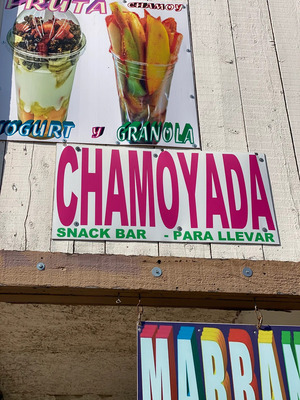 FRUTA
CHAMOY
YOGURT y GRANOLA
CHAMOYADA
SNACK BAR - PARA LLEVAR